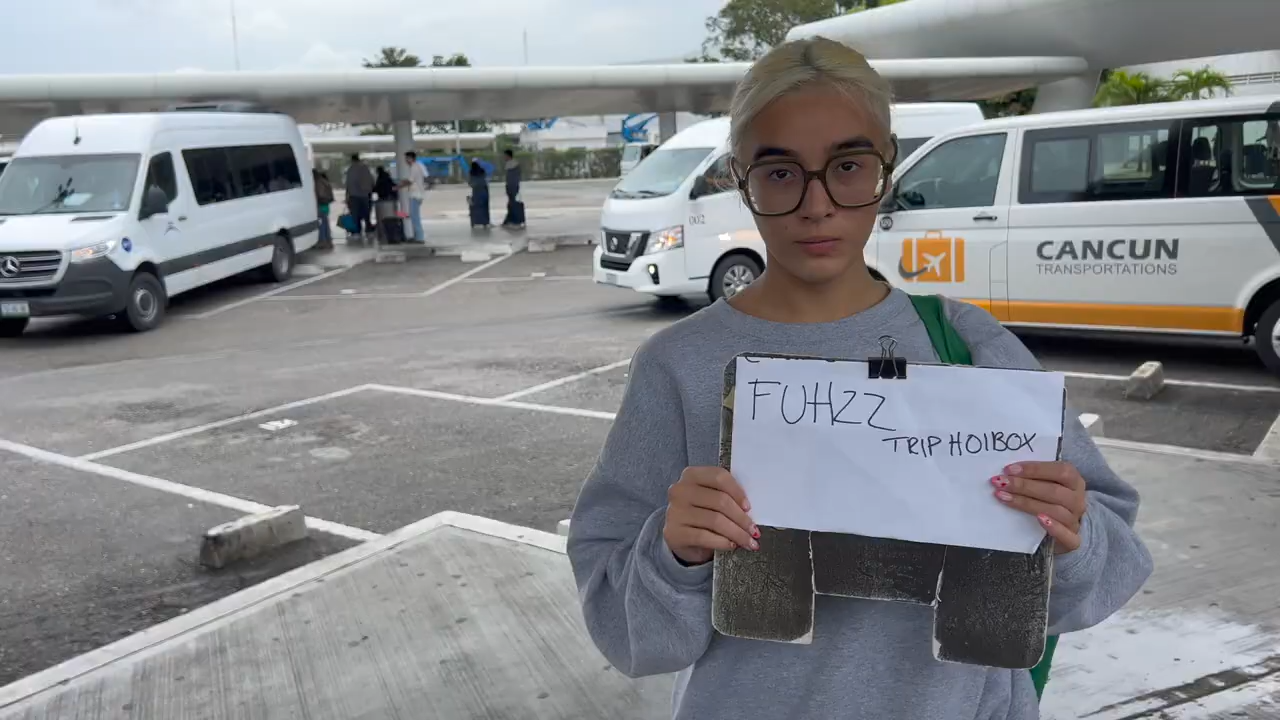 002
CANCUN
TRANSPORTATIONS
FUHZZ
TRIP HOIBOX